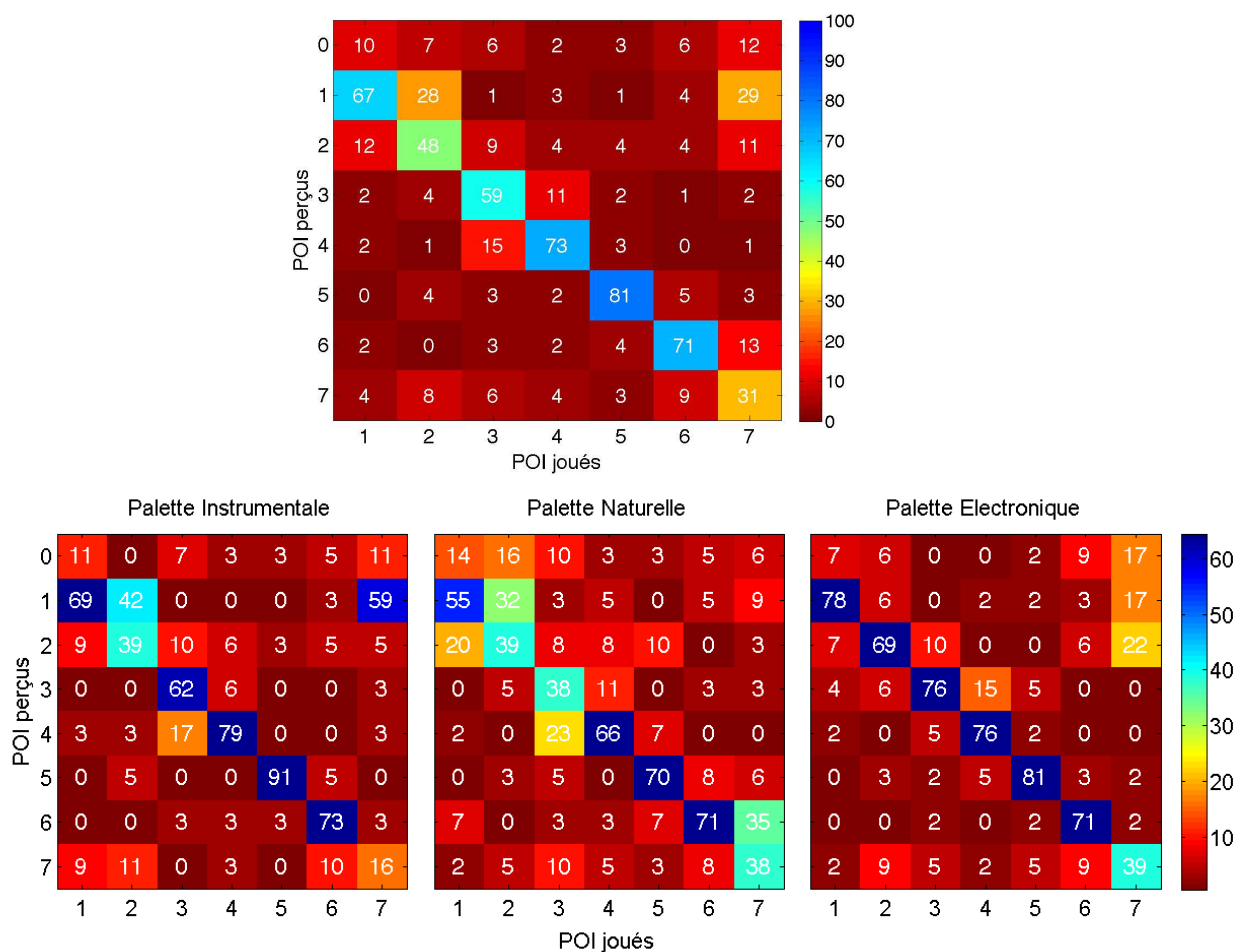 0 10 7 6 2 3 6 12 100
1 67 28 1 3 1 4 29 90
2 12 48 9 4 4 4 11 80
3 2 4 59 11 2 1 2 70
4 2 1 15 73 3 0 1 60
5 0 4 3 2 81 5 3 50
6 2 0 3 2 4 71 13 40
7 4 8 6 4 3 9 31 30
20
10
0
POI perçus
1 2 3 4 5 6 7
POI joués
Palette Instrumentale Palette Naturelle Palette Electronique
0 11 0 7 3 3 5 11 14 16 10 3 3 5 6 7 6 0 0 2 9 17 60
1 69 42 0 0 0 3 59 55 32 3 5 0 5 9 78 6 0 2 2 3 17 50
2 9 39 10 6 3 5 5 20 39 8 8 10 0 3 7 69 10 0 0 6 22 40
3 0 0 62 6 0 0 3 0 5 38 11 0 3 3 4 6 76 15 5 0 0 30
4 3 3 17 79 0 0 3 2 0 23 66 7 0 0 2 0 5 76 2 0 0 20
5 0 5 0 0 91 5 0 0 3 5 0 70 8 6 0 3 2 5 81 3 2 10
6 0 0 3 3 3 73 3 7 0 3 3 7 71 35 0 0 2 0 2 71 2
7 9 11 0 3 0 10 16 2 5 10 5 3 8 38 2 9 5 2 5 9 39
POI perçus
1 2 3 4 5 6 7 1 2 3 4 5 6 7 1 2 3 4 5 6 7
POI joués